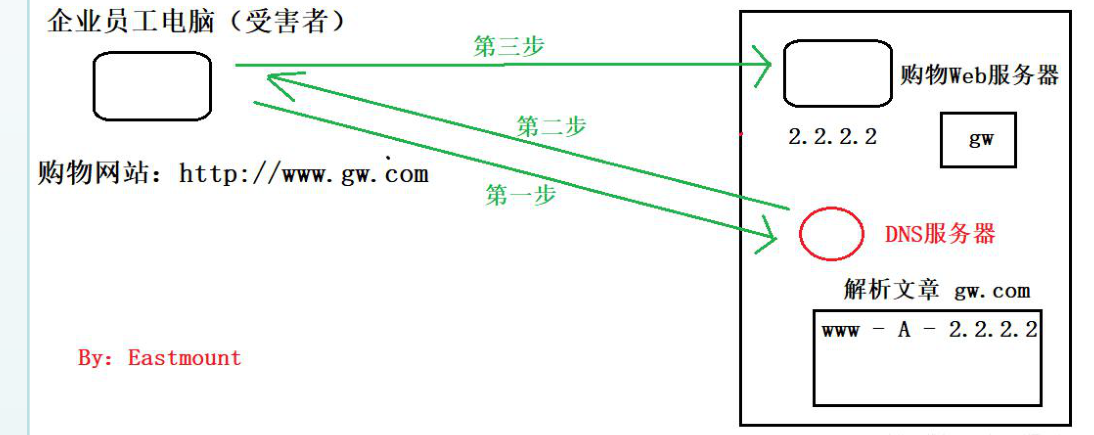 企业员工电脑（受害者）
第三步
购物Web服务器
2.2.2.2
gw
第二步
购物网站：http://www.gw.com
第一步
DNS服务器
解析文章 gw.com
www - A - 2.2.2.2
By：Eastmount